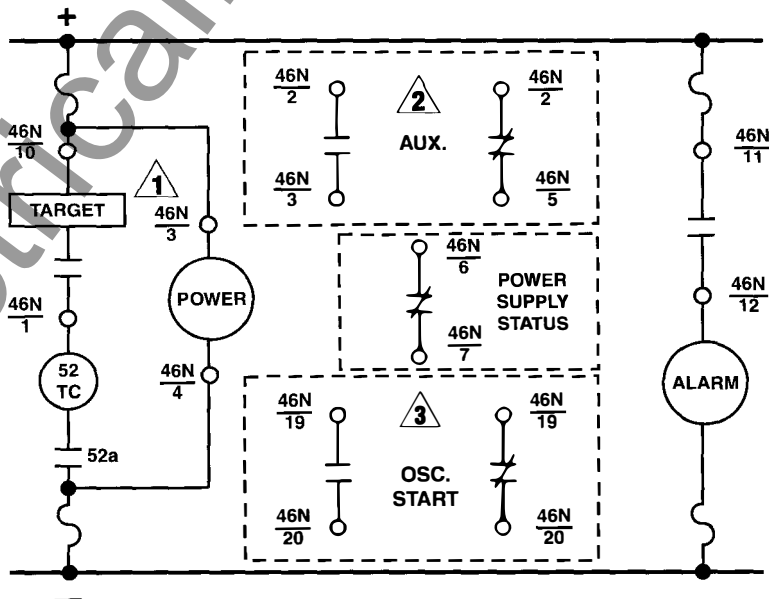 +
46N
10
TARGET
46N
1
52
TC
52a
1
46N
3
POWER
46N
4
46N
2
2
AUX.
46N
2
46N
3
46N
5
46N
6
POWER
SUPPLY
STATUS
46N
7
46N
19
3
OSC.
START
46N
19
46N
20
46N
20
46N
11
46N
12
ALARM